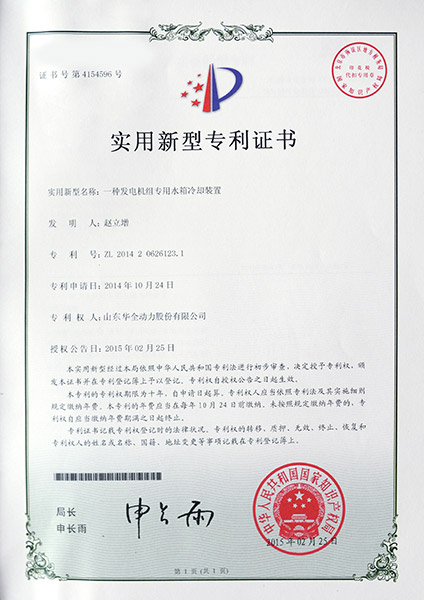 证书号第4154596号
实用新型专利证书
实用新型名称：一种发电机组专用水箱冷却装置
发 明 人：赵立增
专 利 号：ZL 2014 2 0626123.1
专利申请日：2014年10月24日
专 利 权 人：山东华全动力股份有限公司
授权公告日：2015年02月25日
本实用新型经过本局依照中华人民共和国专利法进行初步审查，决定授予专利权，颁
发本证书并在专利登记簿上予以登记。专利权自授权公告之日起生效。
本专利的专利权期限为十年，自申请日起算。专利权人应当依照专利法及其实施细则
规定缴纳年费。本专利的年费应当在每年10月24日前缴纳。未按照规定缴纳年费的，专利
权自应当缴纳年费期满之日起终止。
专利证书记载专利权登记时的法律状况。专利权的转移、质押、无效、终止、恢复和
专利权人的姓名或名称、国籍、地址变更等事项记载在专利登记簿上。
局长
申长雨
申长雨
中华人民共和国国家知识产权局
2015年02月25日
第1页(共1页)